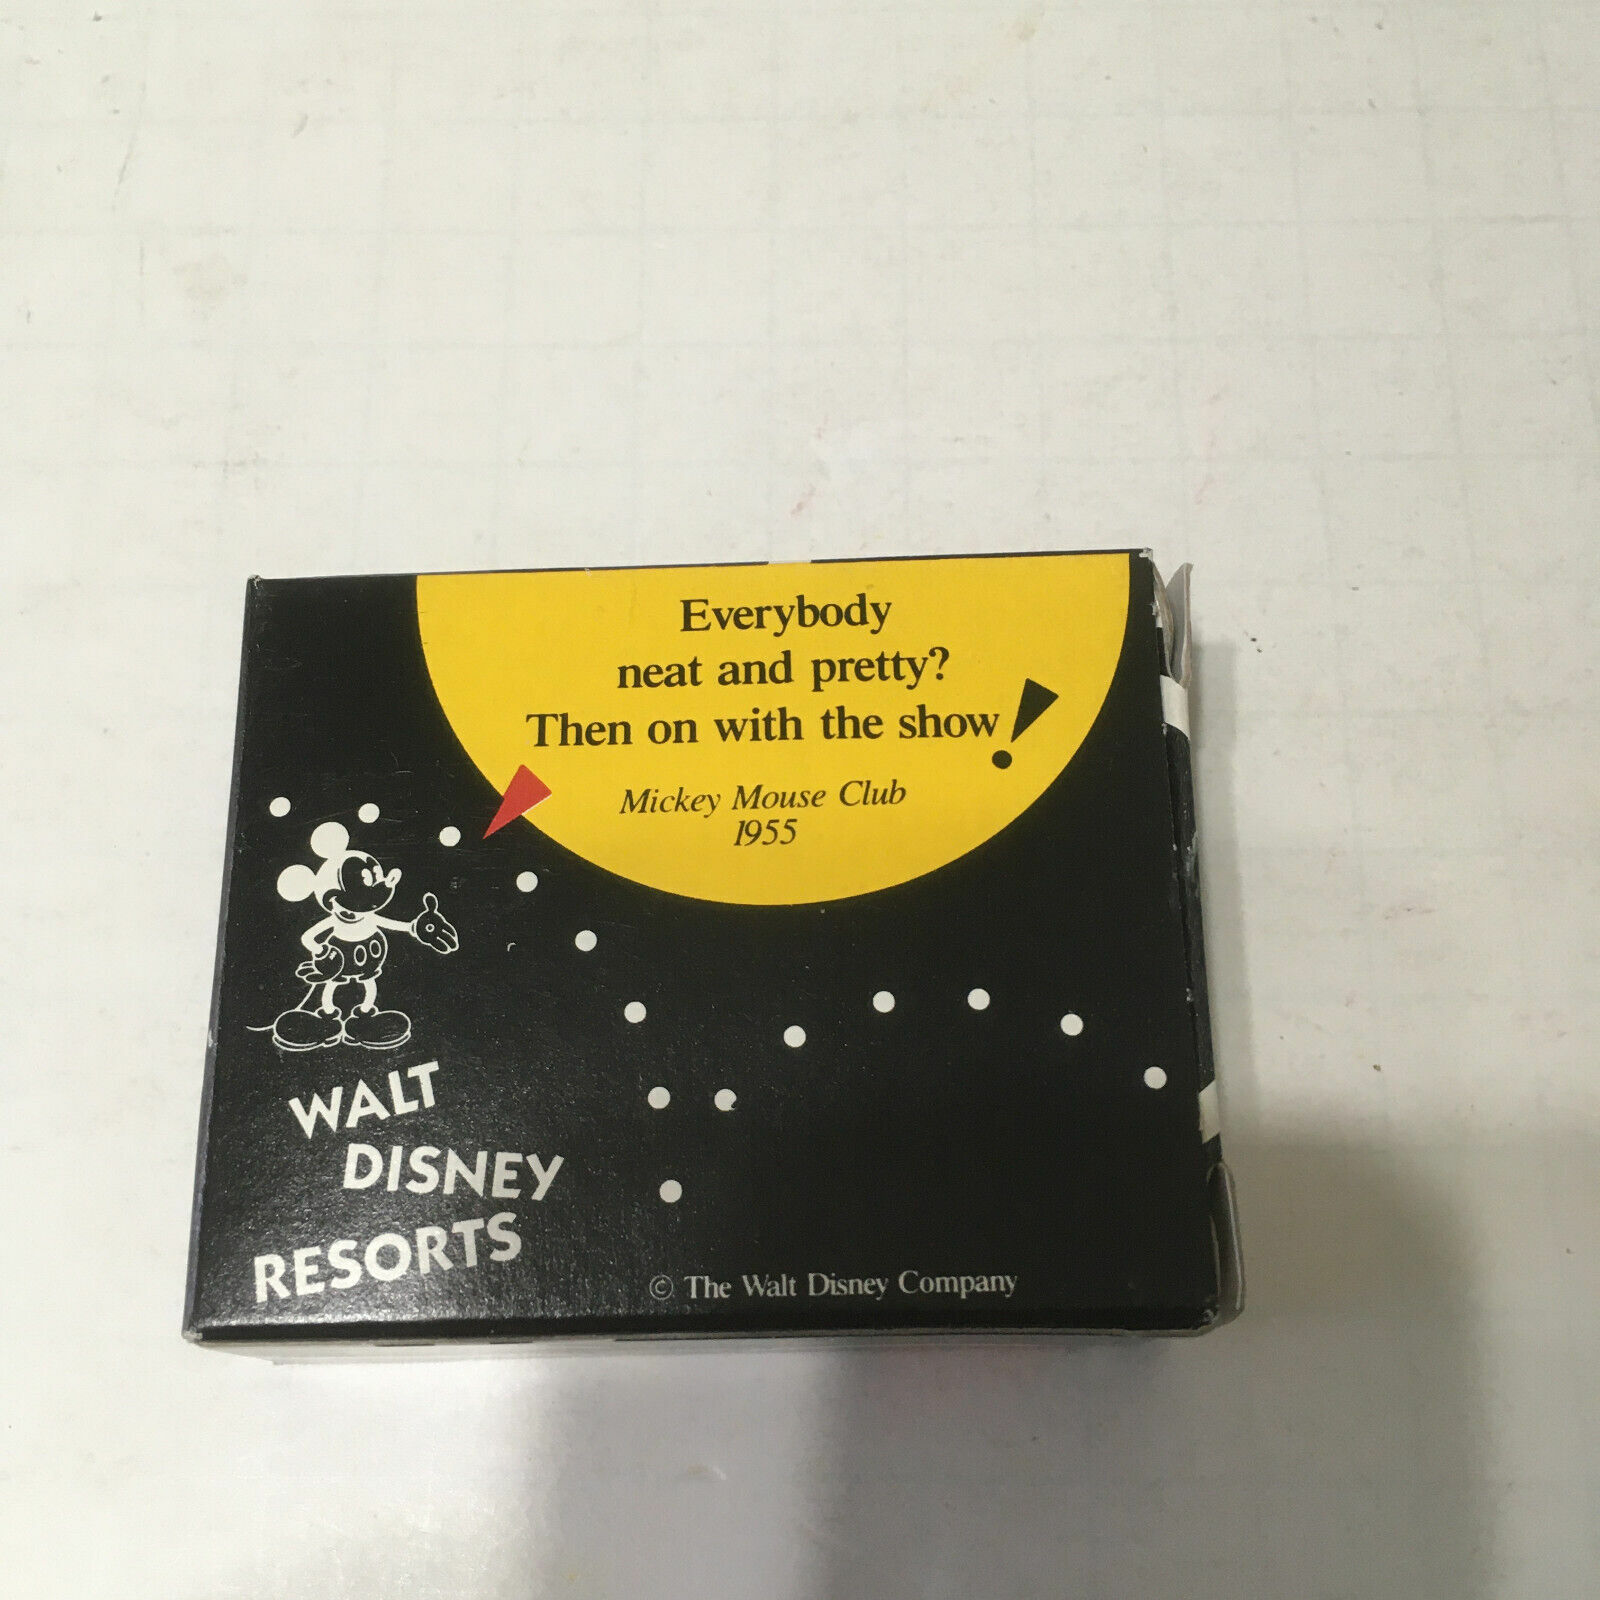 Everybody
neat and pretty?
Then on with the show!
Mickey Mouse Club
1955
WALT
DISNEY
RESORTS
© The Walt Disney Company